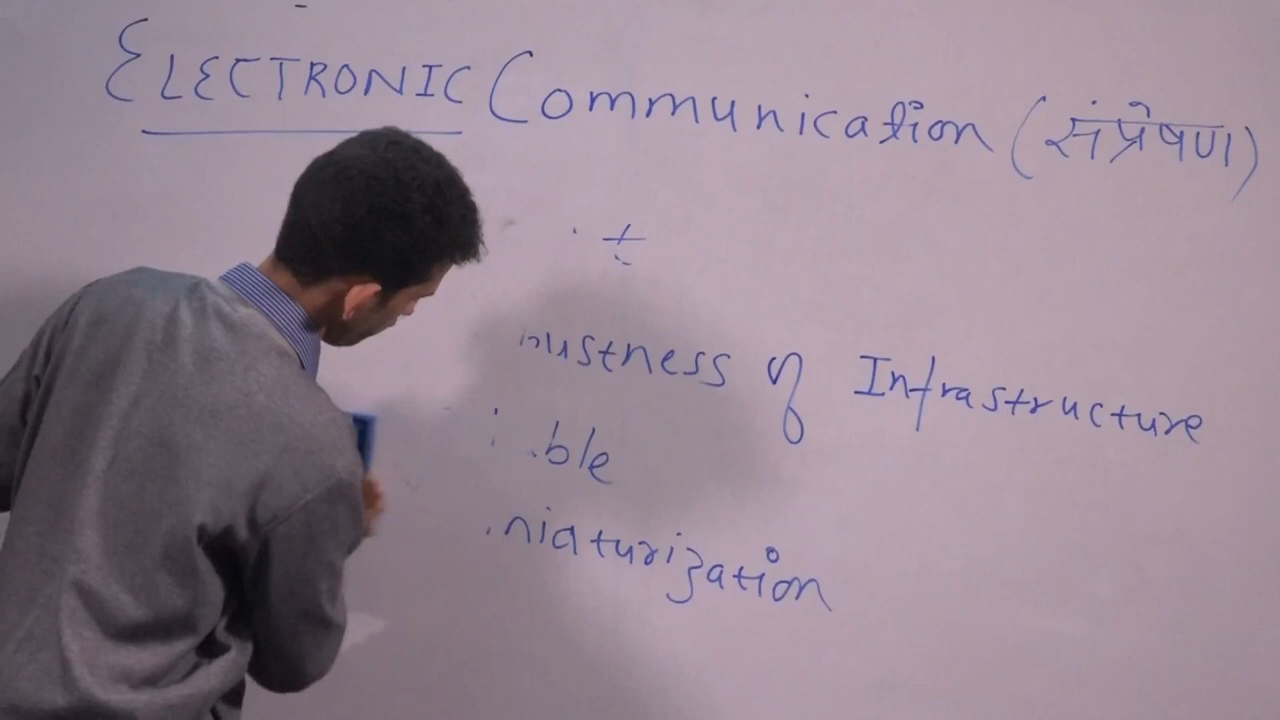 ELECTRONIC Communication (संप्रेषण)
ustness of Infrastructure
ble
niaturization